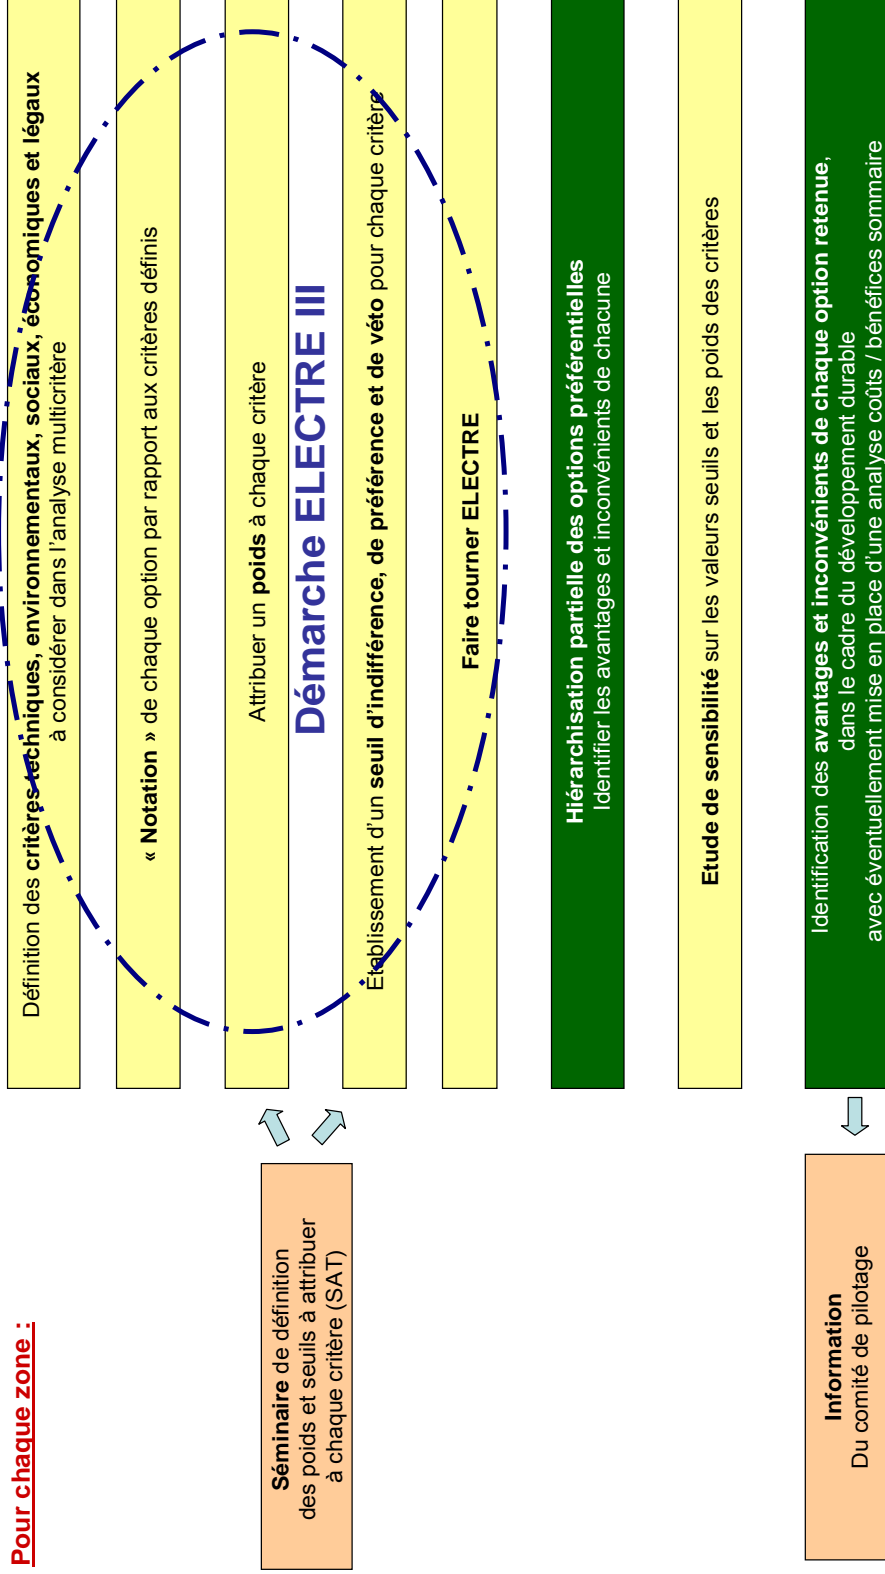 Pour chaque zone :
Définition des critères techniques, environnementaux, sociaux, économiques et légaux
à considérer dans l'analyse multicritère
« Notation » de chaque option par rapport aux critères définis
Séminaire de définition
des poids et seuils à attribuer
à chaque critère (SAT)
Attribuer un poids à chaque critère
Démarche ELECTRE III
Etablissement d'un seuil d'indifférence, de préférence et de véto pour chaque critère
Faire tourner ELECTRE
Hiérarchisation partielle des options préférentielles
Identifier les avantages et inconvénients de chacune
Etude de sensibilité sur les valeurs seuils et les poids des critères
Information
Du comité de pilotage
Identification des avantages et inconvénients de chaque option retenue,
dans le cadre du développement durable
avec éventuellement mise en place d'une analyse coûts / bénéfices sommaire